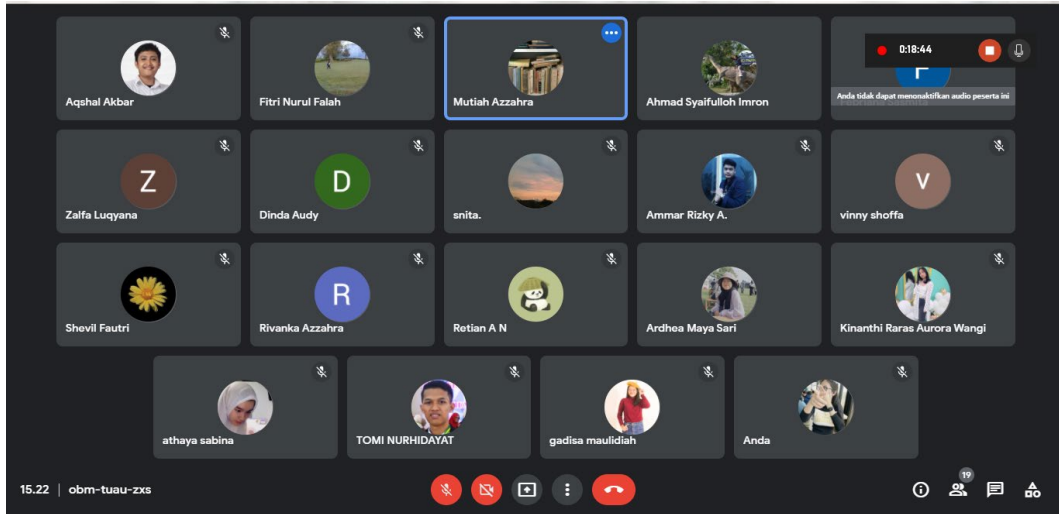 0:18:44
Aqshal Akbar
Fitri Nurul Falah
Mutiah Azzahra
Ahmad Syaifulloh Imron
Anda tidak dapat menonaktifkan audio peserta ini
Z
Zalfa Luqyana
D
Dinda Audy
snita.
Ammar Rizky A.
V
vinny shoffa
Shevil Fautri
R
Rivanka Azzahra
Retian A N
Ardhea Maya Sari
Kinanthi Raras Aurora Wangi
athaya sabina
TOMI NURHIDAYAT
gadisa maulidiah
Anda
15.22 | obm-tuau-zxs
19